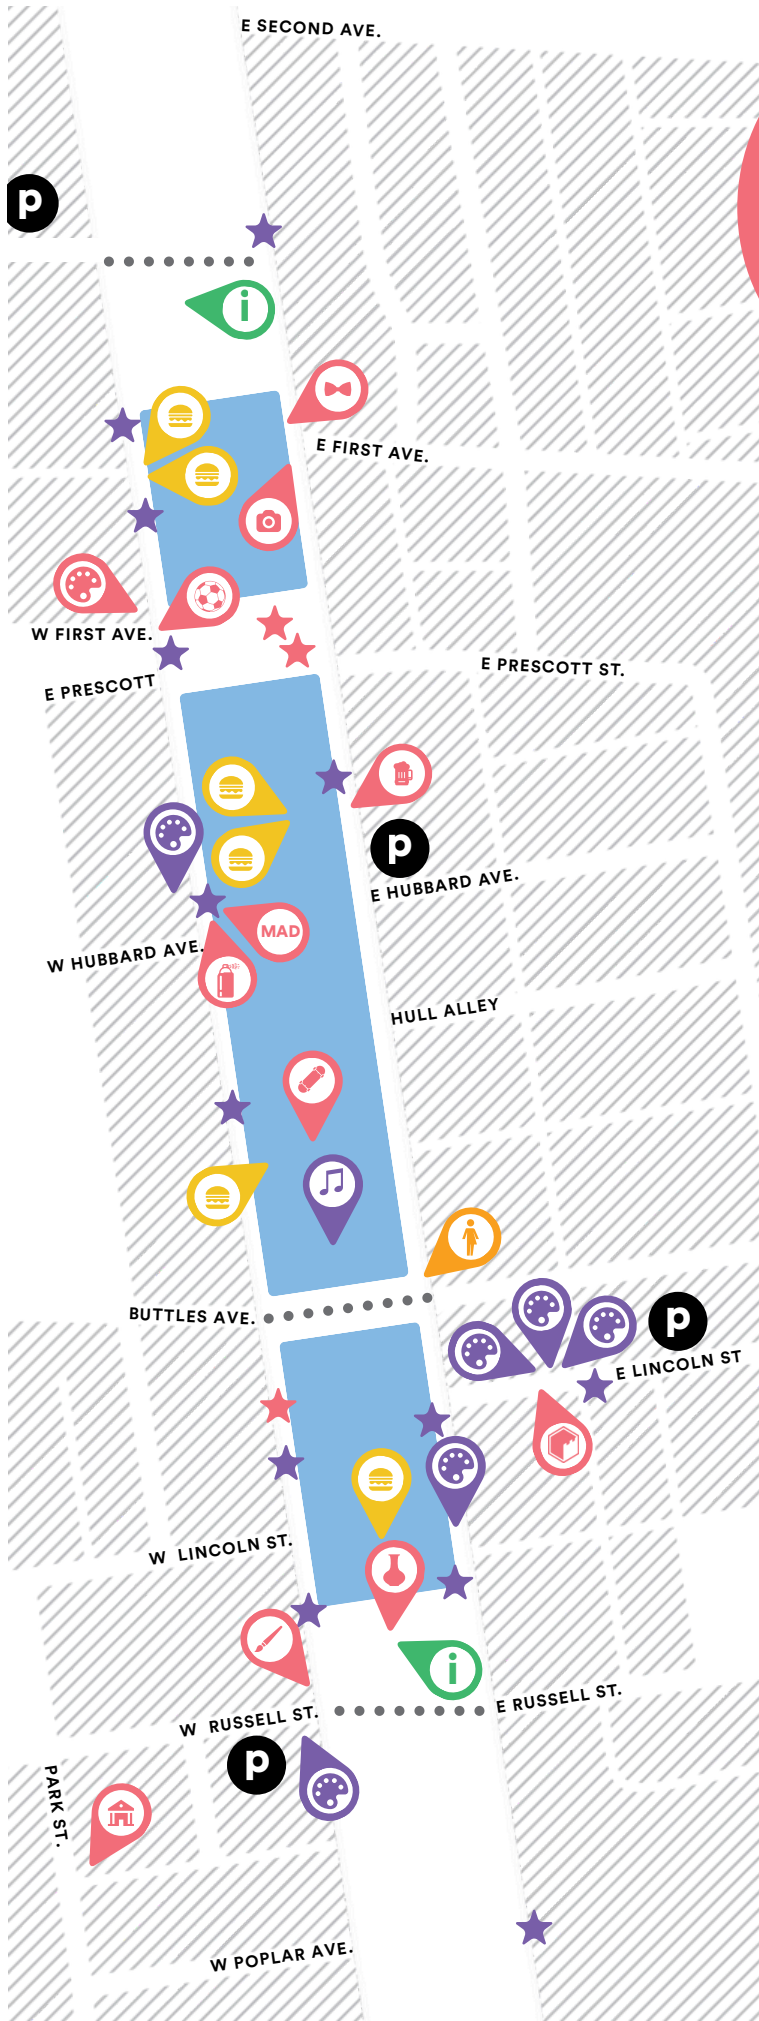 E SECOND AVE.
p
i
E FIRST AVE.
W FIRST AVE.
E PRESCOTT ST.
E PRESCOTT
p
E HUBBARD AVE.
MAD
W HUBBARD AVE.
HULL ALLEY
BUTTLES AVE.
p
E LINCOLN ST
W LINCOLN ST.
i
E RUSSELL ST.
W RUSSELL ST.
p
PARK ST.
W POPLAR AVE.